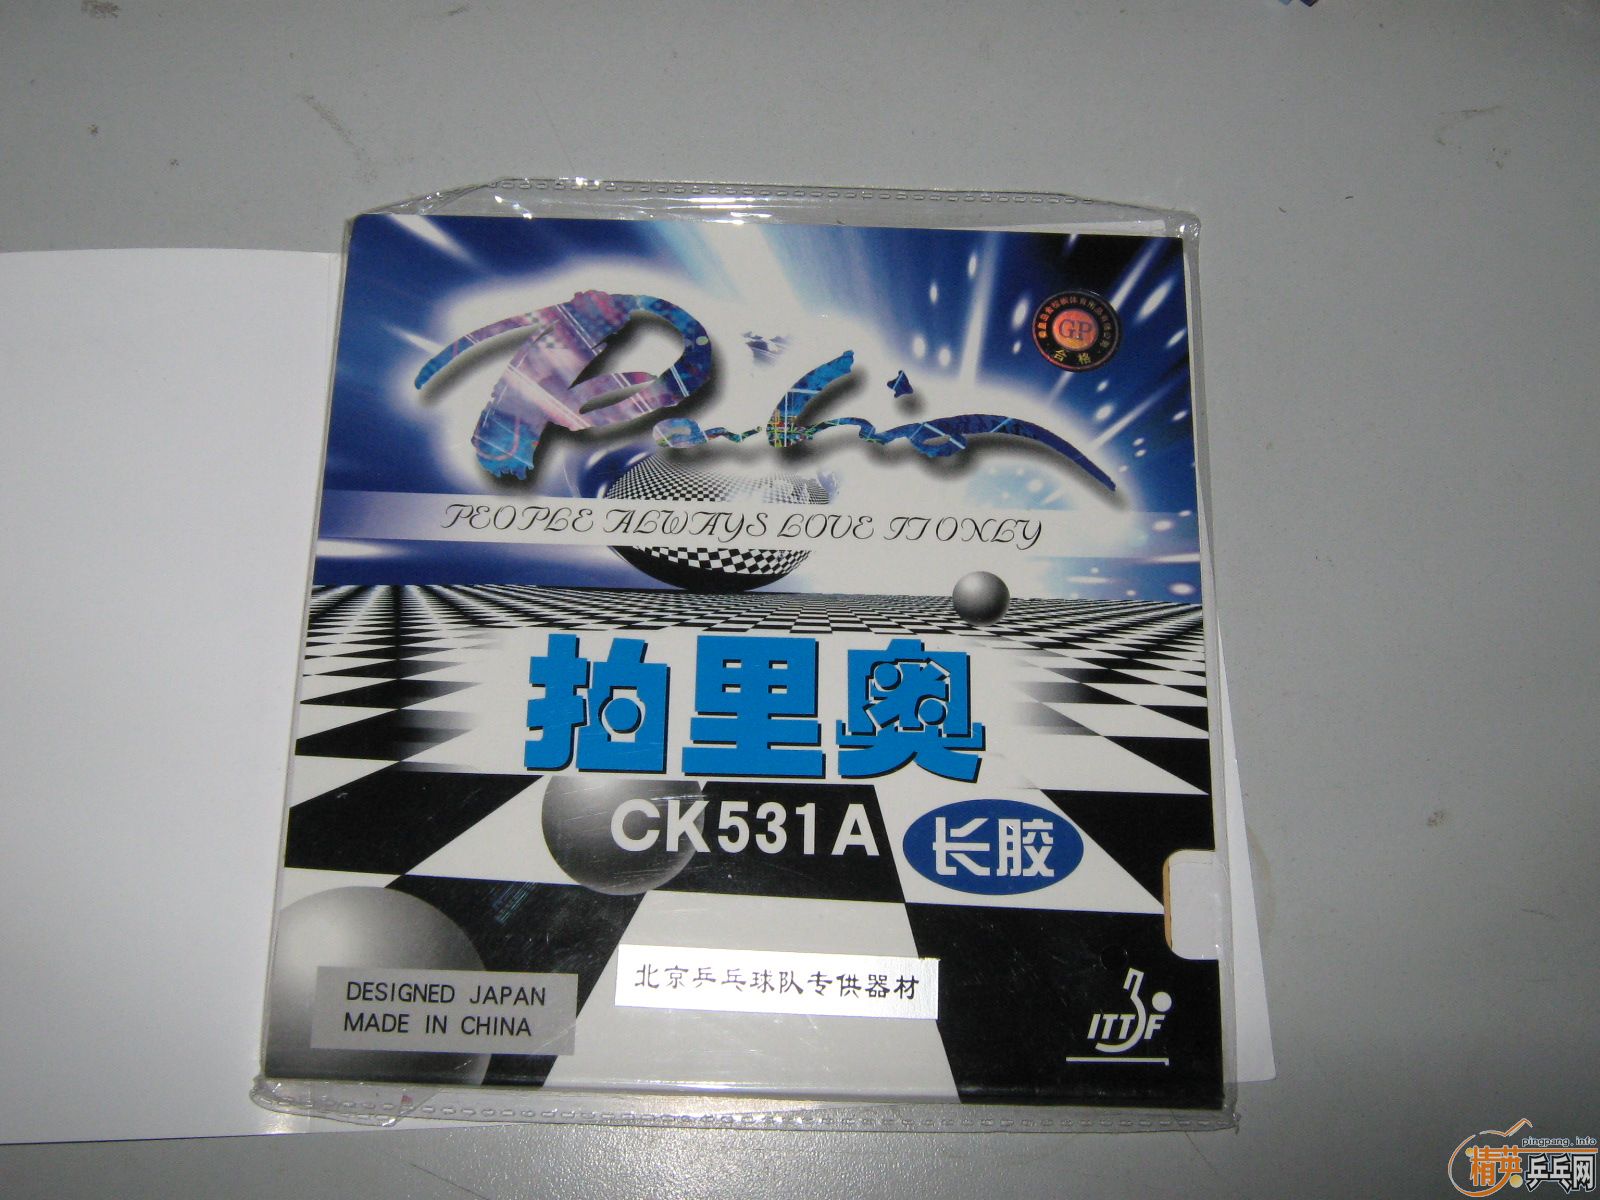 Palio
GP
合格
PEOPLE ALWAYS LOVE IT ONLY
拍里奥
CK531A
长胶
北京乒乓球队专供器材
DESIGNED JAPAN
MADE IN CHINA
ITTF
pingpang.info
精英乒乓网